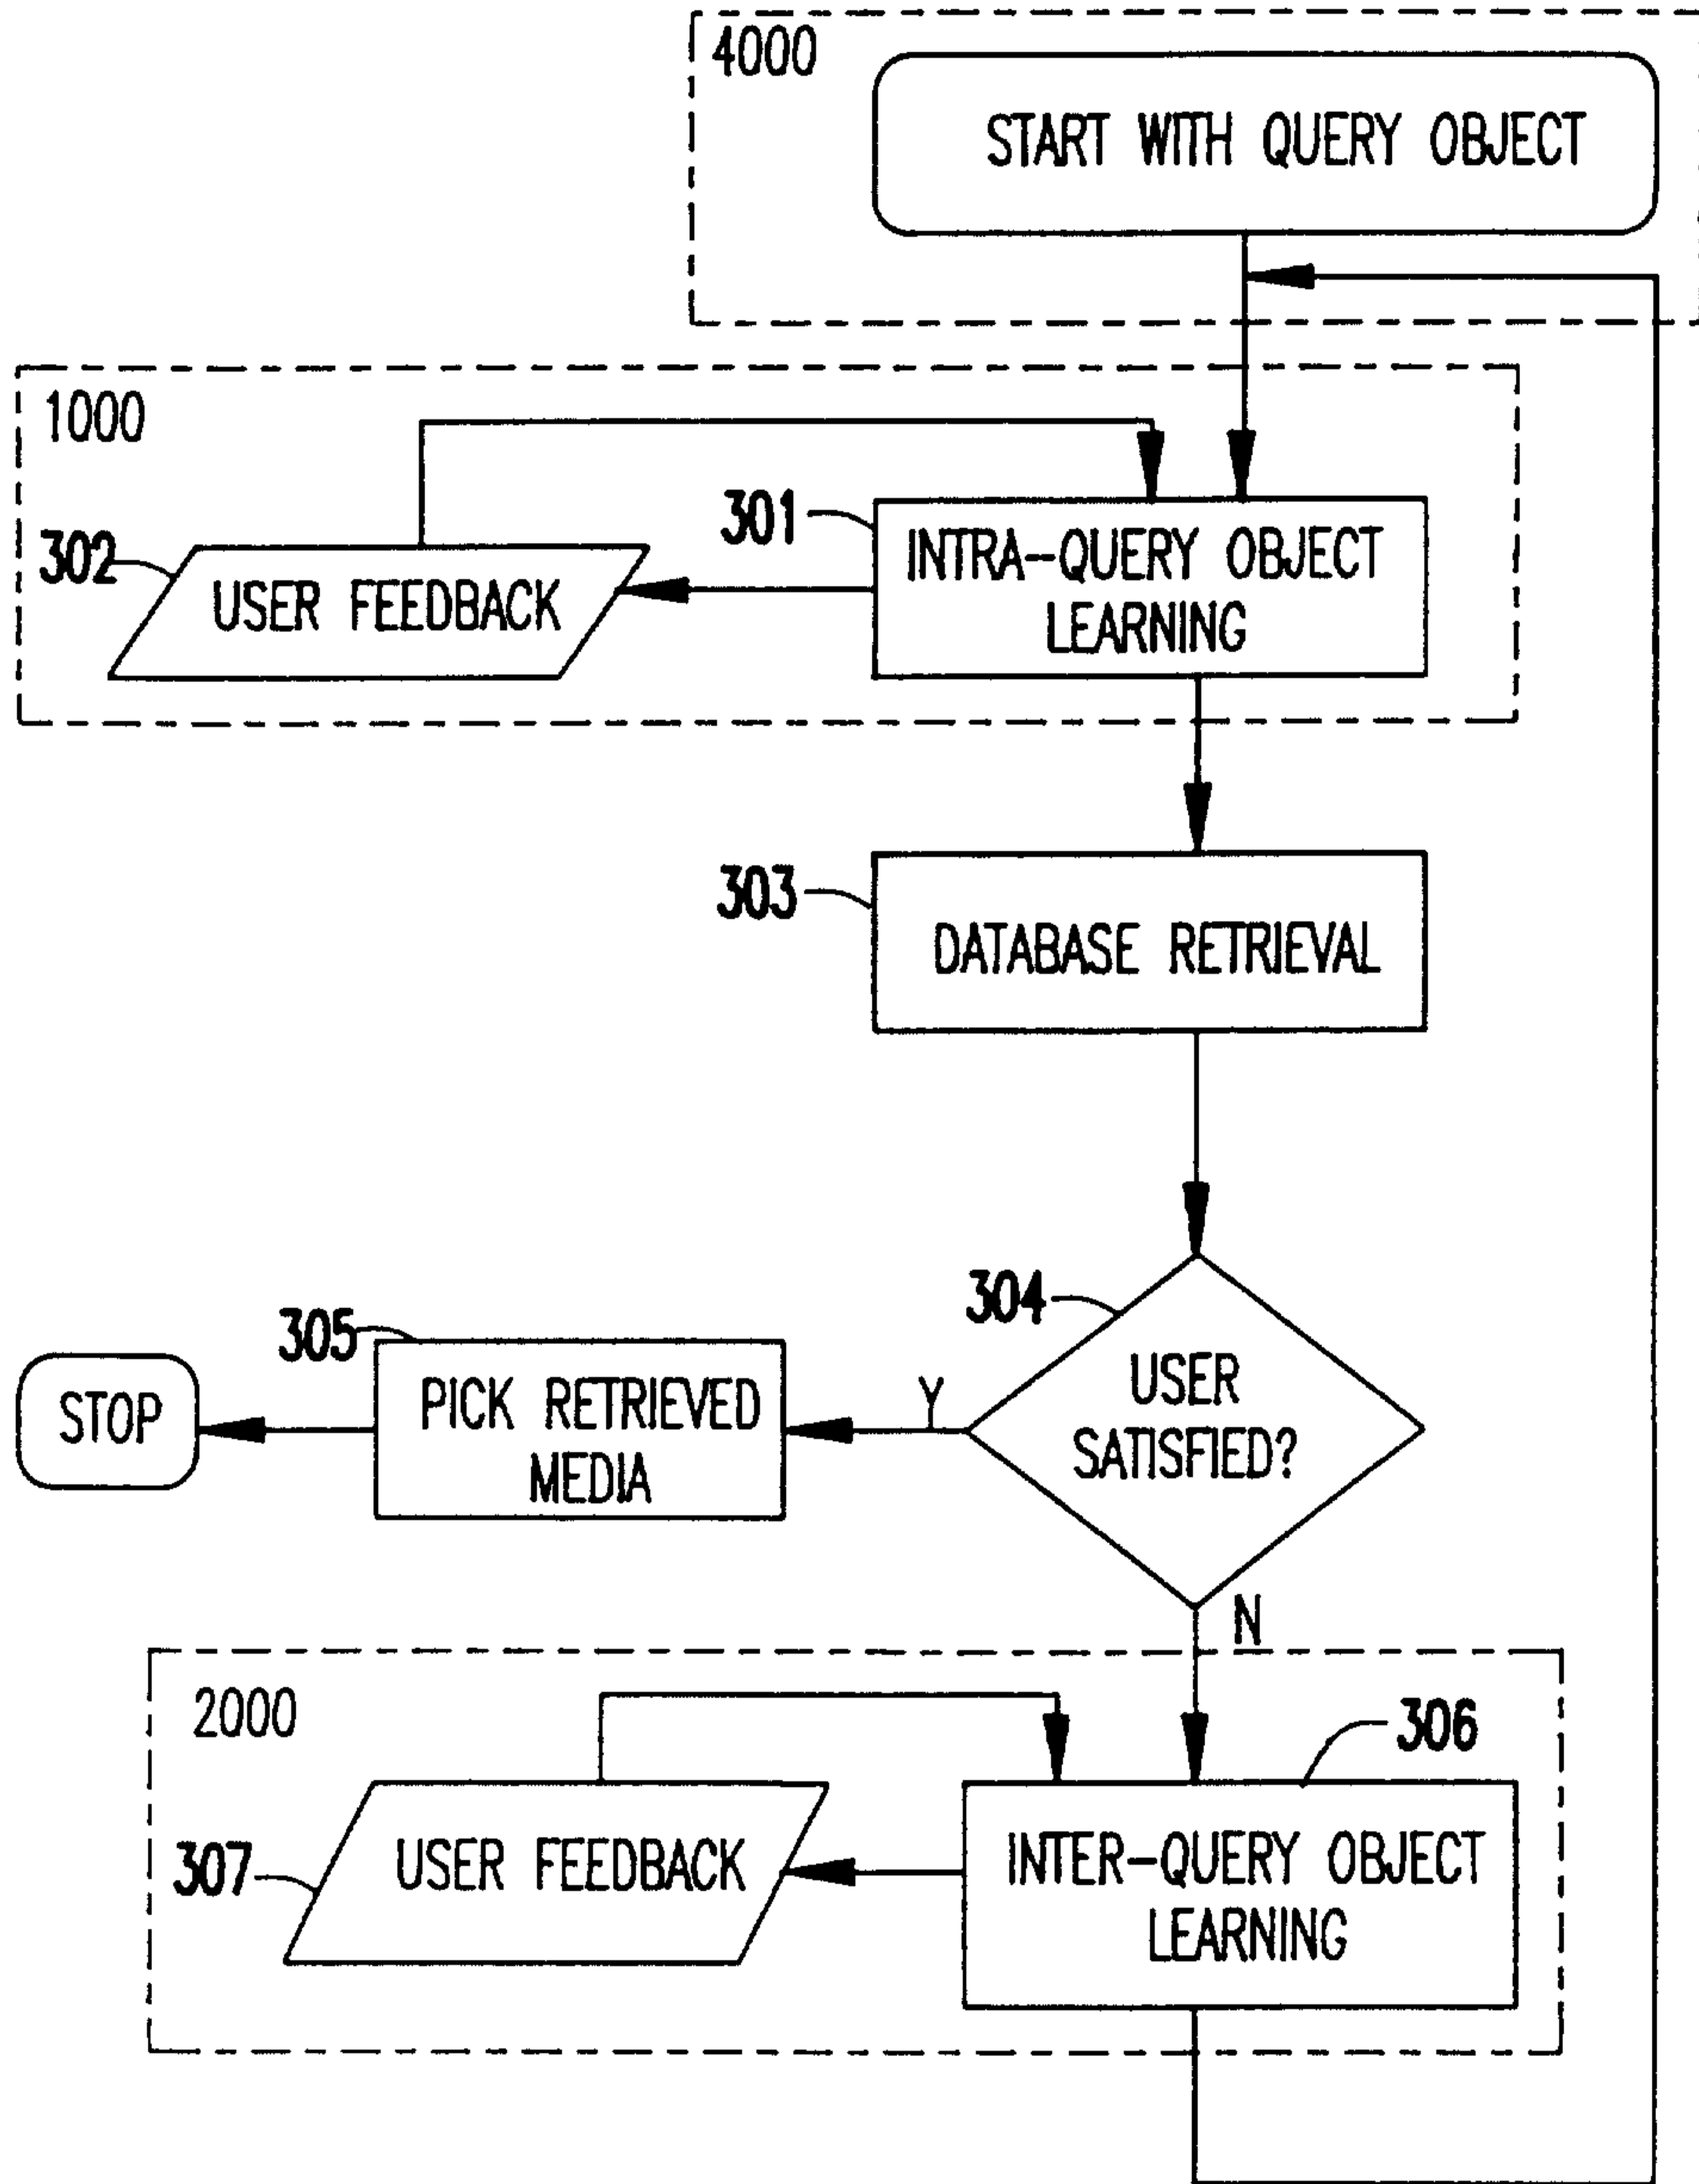 4000
START WITH QUERY OBJECT
1000
301
302
USER FEEDBACK
INTRA-QUERY OBJECT
LEARNING
303
DATABASE RETRIEVAL
304
305
USER
SATISFIED?
Y
PICK RETRIEVED
MEDIA
STOP
N
2000
306
307
USER FEEDBACK
INTER-QUERY OBJECT
LEARNING